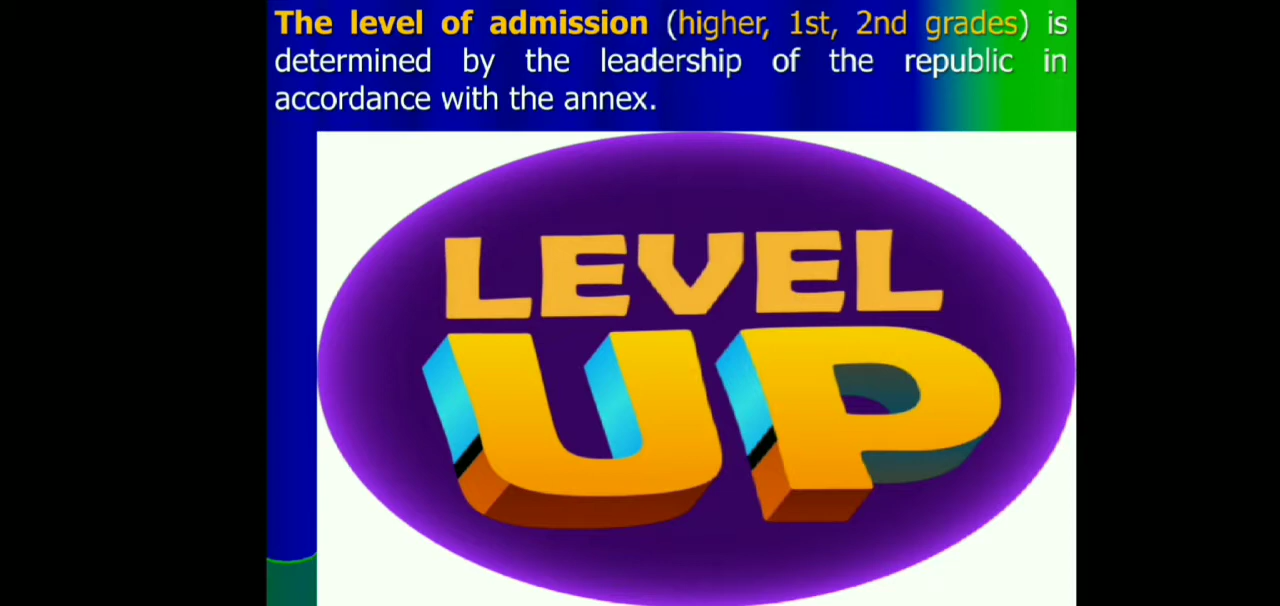 The level of admission (higher, 1st, 2nd grades) is
determined by the leadership of the republic in
accordance with the annex.
LEVEL
UP